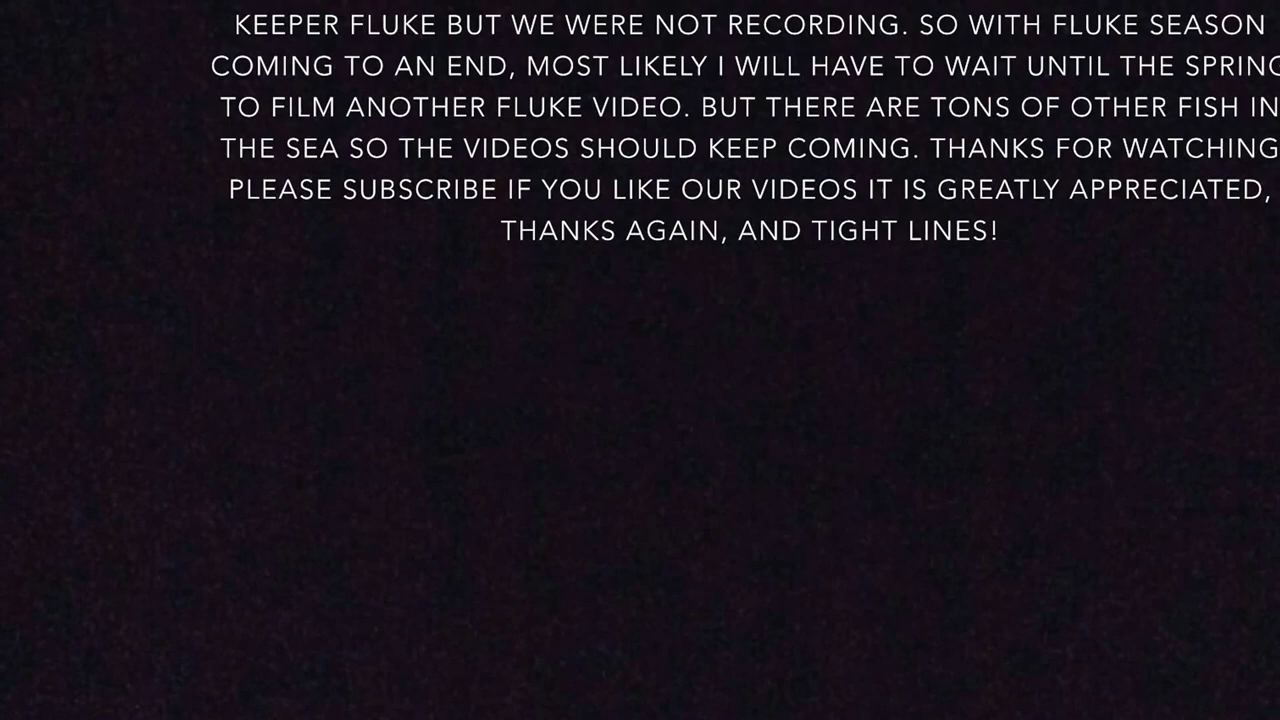 KEEPER FLUKE BUT WE WERE NOT RECORDING. SO WITH FLUKE SEASON
COMING TO AN END, MOST LIKELY I WILL HAVE TO WAIT UNTIL THE SPRING
TO FILM ANOTHER FLUKE VIDEO. BUT THERE ARE TONS OF OTHER FISH IN
THE SEA SO THE VIDEOS SHOULD KEEP COMING. THANKS FOR WATCHING
PLEASE SUBSCRIBE IF YOU LIKE OUR VIDEOS IT IS GREATLY APPRECIATED,
THANKS AGAIN, AND TIGHT LINES!